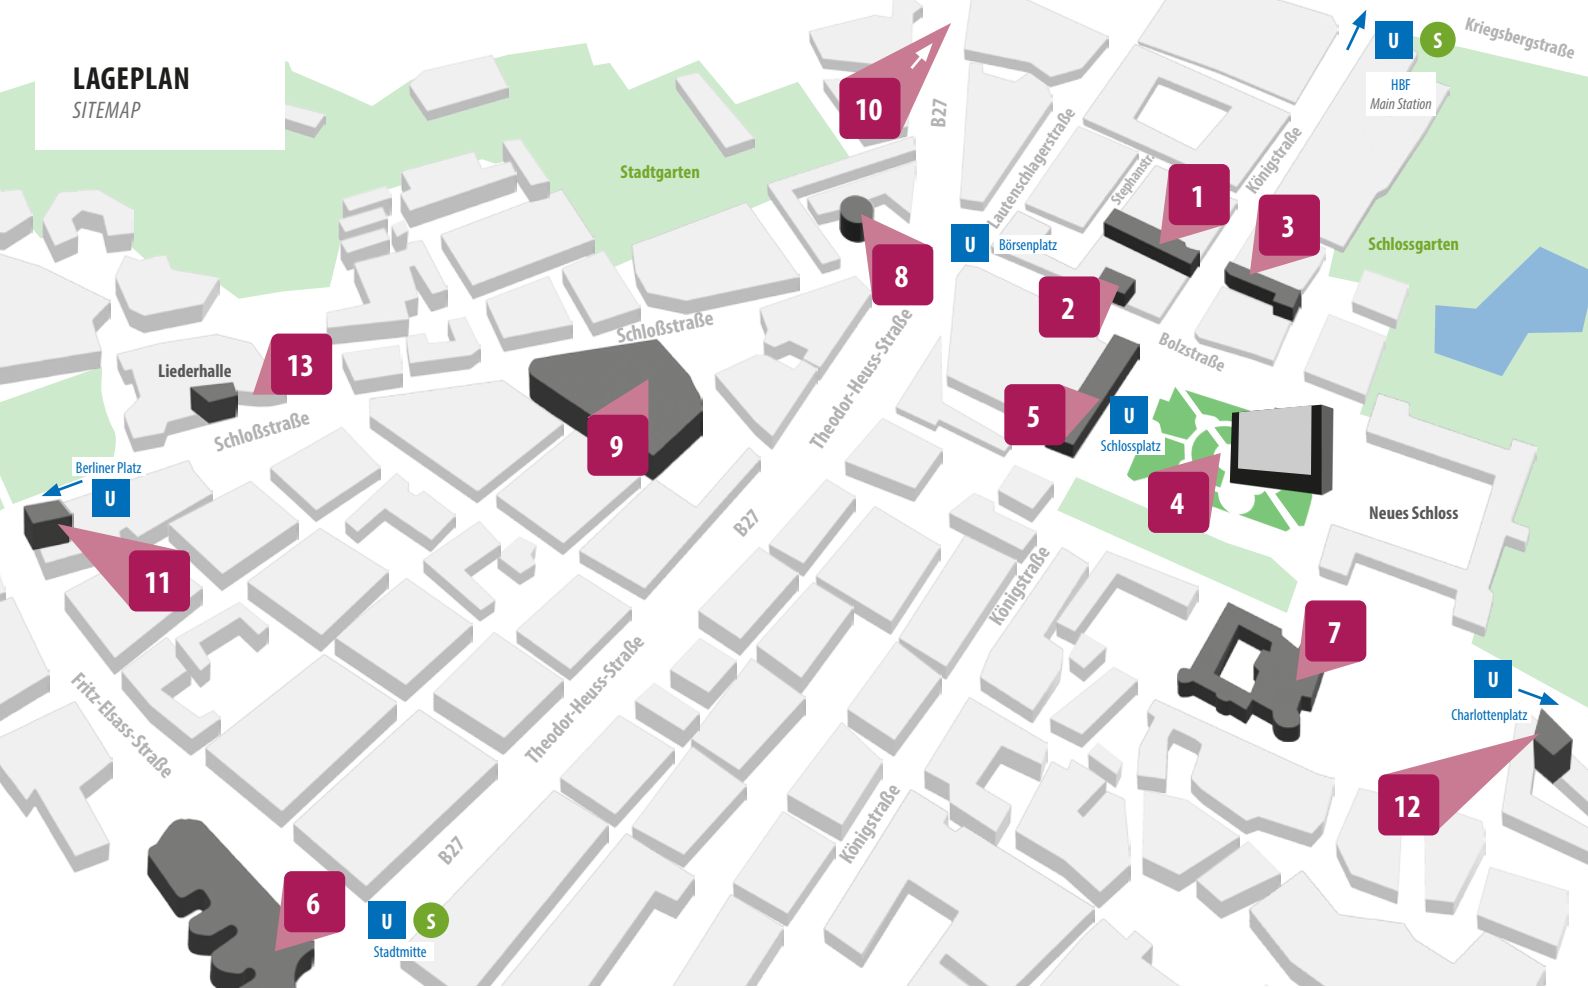 LAGEPLAN
SITEMAP
U
S
HBF
Main Station
Kriegsbergstraße
10
B27
Stadtgarten
Lautenschlagerstraße
Königstraße
1
3
U
Börsenplatz
Schlossgarten
8
2
Schloßstraße
Theodor-Heuss-Straße
Bolzstraße
Liederhalle
13
Schloßstraße
9
5
U
Schlossplatz
4
Neues Schloss
Berliner Platz
U
11
B27
Königstraße
7
U
Charlottenplatz
Fritz-Elsass-Straße
Theodor-Heuss-Straße
12
Königstraße
B27
6
U
S
Stadtmitte